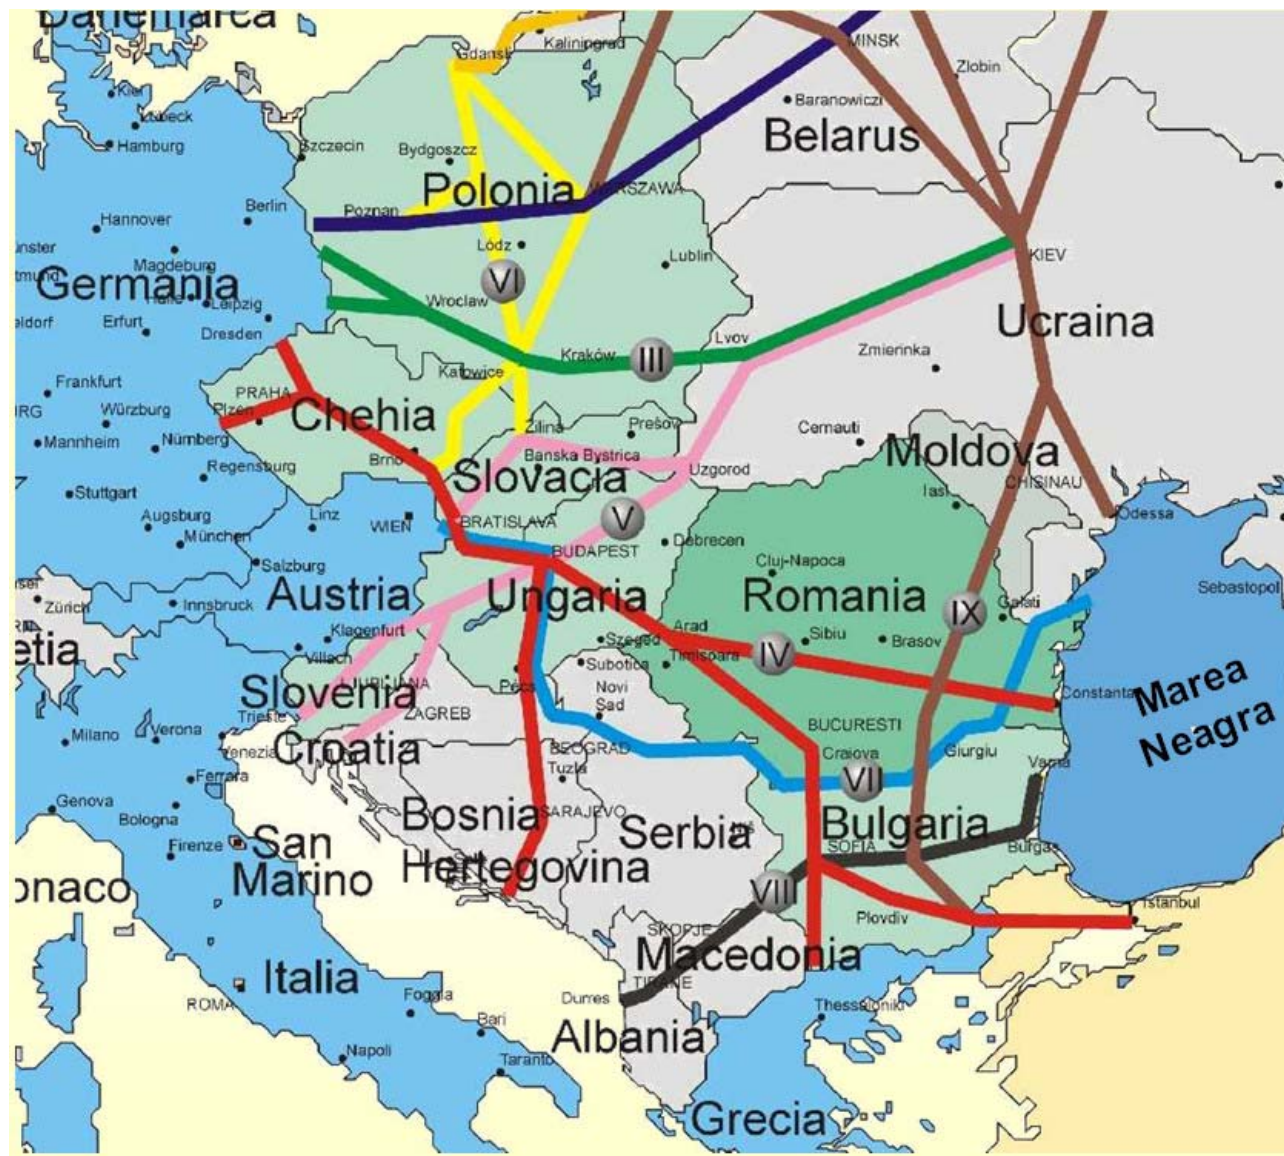 Danemarca
Kaliningrad
Gdansk
MINSK
Zlobin
Kiel
Lübeck
Hamburg
Baranowiczi
Belarus
Szczecin
Bydgoszcz
Polonia
WARSZAWA
Poznan
Berlin
Hannover
Lódz
Lublin
KIEV
Magdeburg
Germania
Halle
Leipzig
VI
Wroclaw
Ucraina
Erfurt
Dresden
Lvov
Kraków
III
Zmierinka
Katowice
Frankfurt
PRAHA
Plzen
Chehia
Würzburg
Mannheim
Nürnberg
Zilina
Prešov
Cernauti
Moldova
Brno
Banska Bystrica
Slovacia
Uzgorod
Regensburg
CHISINAU
Stuttgart
Iasi
Odessa
Augsburg
Linz
WIEN
BRATISLAVA
V
München
BUDAPEST
Debrecen
Salzburg
Cluj-Napoca
Sebastopol
Zürich
Innsbruck
Austria
Ungaria
Romania
IX
Galati
Klagenfurt
Arad
Szeged
Sibiu
Brasov
etia
Villach
Subotica
Timisoara
IV
LJUBLJANA
Slovenia
Pécs
Novi
Sad
Constanta
Marea
Neagra
Trieste
ZAGREB
BUCURESTI
Milano
Verona
Venezia
Croatia
BEOGRAD
Craiova
Giurgiu
Varna
Ferrara
Tuzla
VII
Genova
Bologna
Bosnia
SARAJEVO
Serbia
Bulgaria
SOFIA
Burgas
Firenze
San
Marino
Hertegovina
VIII
onaco
Plovdiv
Istanbul
SKOPJE
Macedonia
Italia
TIRANE
ROMA
Foggia
Durres
Thessaloniki
Bari
Albania
Napoli
Taranto
Grecia